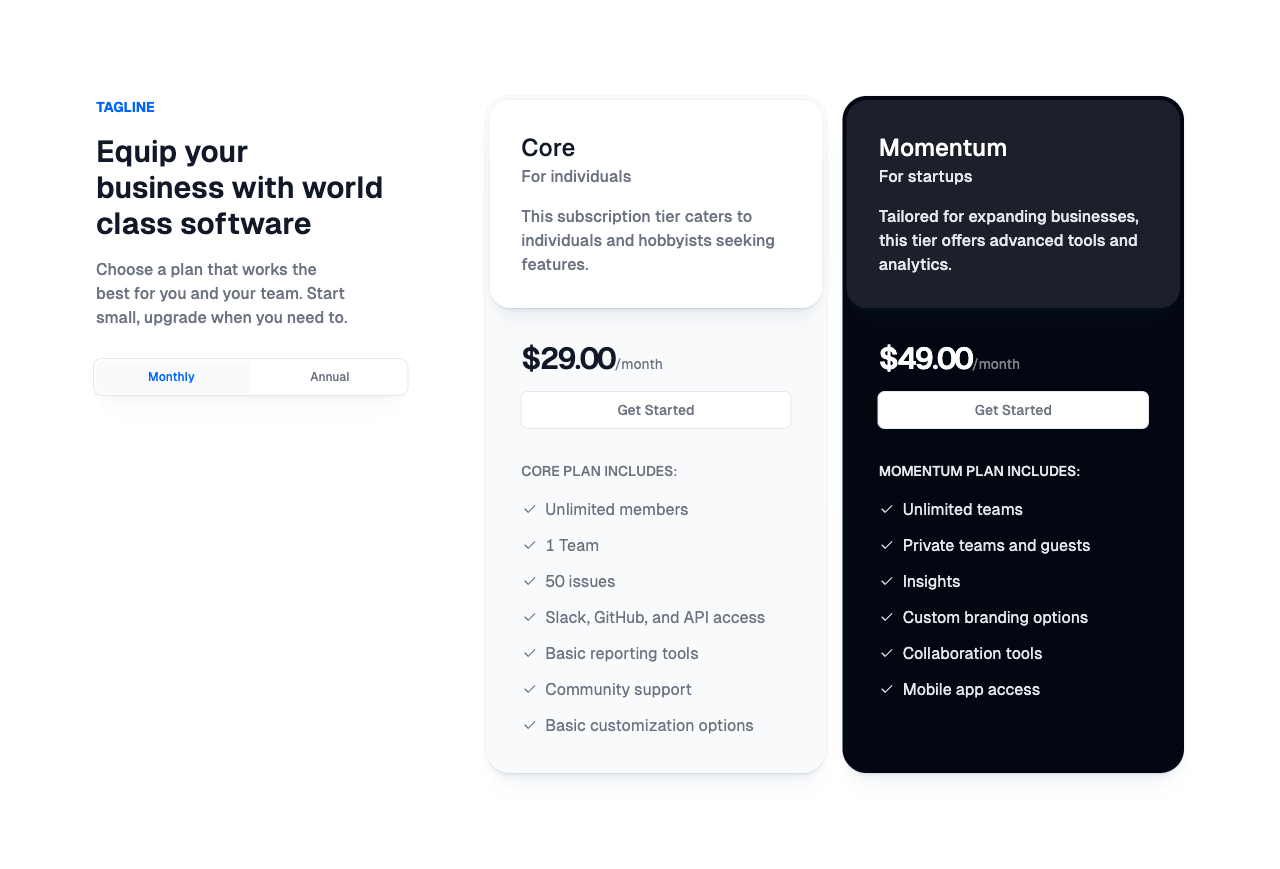 TAGLINE
Equip your
business with world
class software
Choose a plan that works the
best for you and your team. Start
small, upgrade when you need to.
Monthly
Annual
Core
For individuals
This subscription tier caters to
individuals and hobbyists seeking
features.
$29.00/month
Get Started
CORE PLAN INCLUDES:
Unlimited members
1 Team
50 issues
Slack, GitHub, and API access
Basic reporting tools
Community support
Basic customization options
Momentum
For startups
Tailored for expanding businesses,
this tier offers advanced tools and
analytics.
$49.00/month
Get Started
MOMENTUM PLAN INCLUDES:
Unlimited teams
Private teams and guests
Insights
Custom branding options
Collaboration tools
Mobile app access